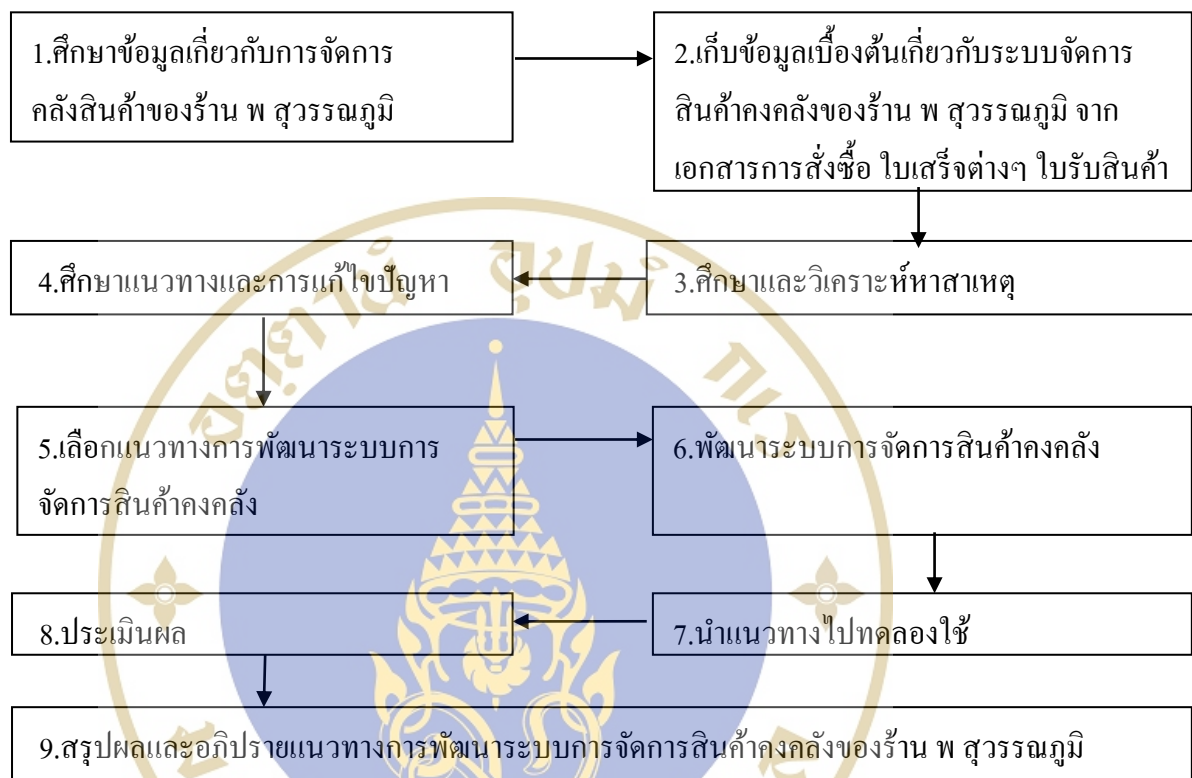 1.ศึกษาข้อมูลเกี่ยวกับการจัดการ
คลังสินค้าของร้าน พ สุวรรณภูมิ
2.เก็บข้อมูลเบื้องต้นเกี่ยวกับระบบจัดการ
สินค้าคงคลังของร้าน พ สุวรรณภูมิ จาก
เอกสารการสั่งซื้อ ใบเสร็จต่างๆ ใบรับสินค้า
3.ศึกษาและวิเคราะห์หาสาเหตุ
4.ศึกษาแนวทางและการแก้ไขปัญหา
5.เลือกแนวทางการพัฒนาระบบการ
จัดการสินค้าคงคลัง
6.พัฒนาระบบการจัดการสินค้าคงคลัง
7.นำแนวทางไปทดลองใช้
8.ประเมินผล
9.สรุปผลและอภิปรายแนวทางการพัฒนาระบบการจัดการสินค้าคงคลังของร้าน พ สุวรรณภูมิ